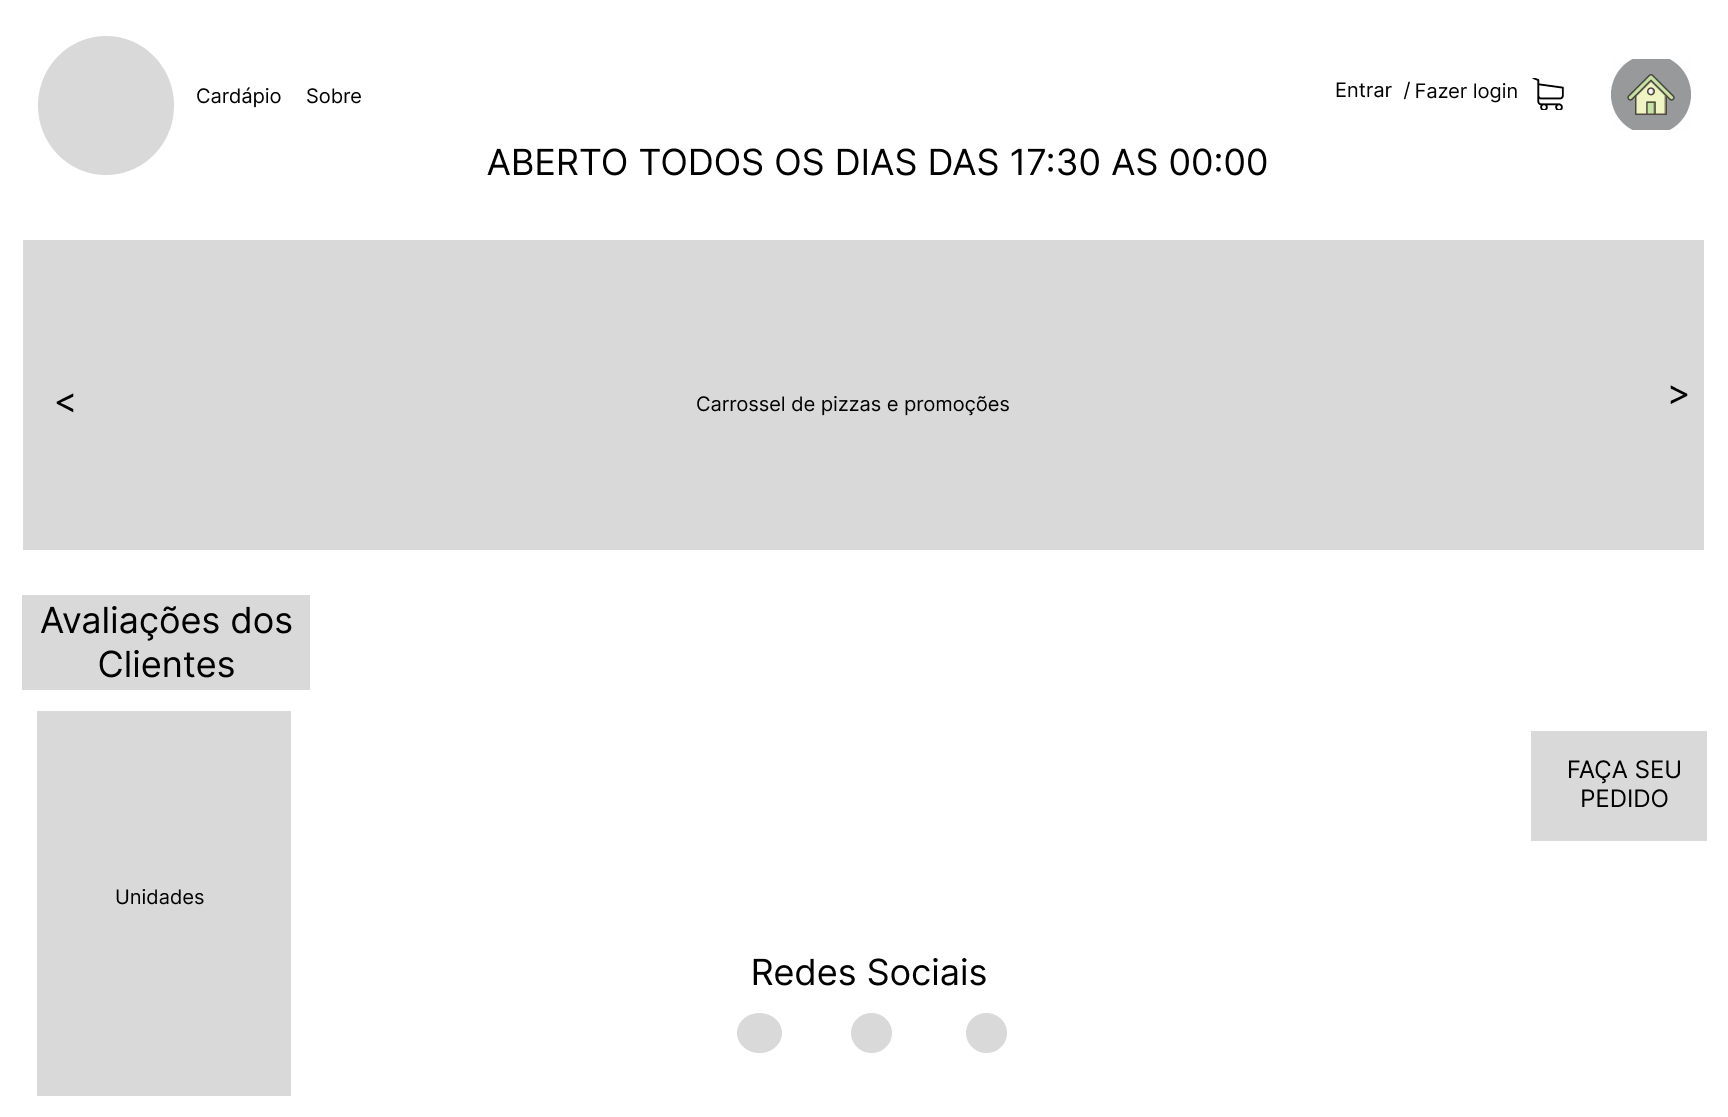 Cardápio Sobre
Entrar / Fazer login
ABERTO TODOS OS DIAS DAS 17:30 AS 00:00
<
Carrossel de pizzas e promoções
>
Avaliações dos
Clientes
FAÇA SEU
PEDIDO
Unidades
Redes Sociais